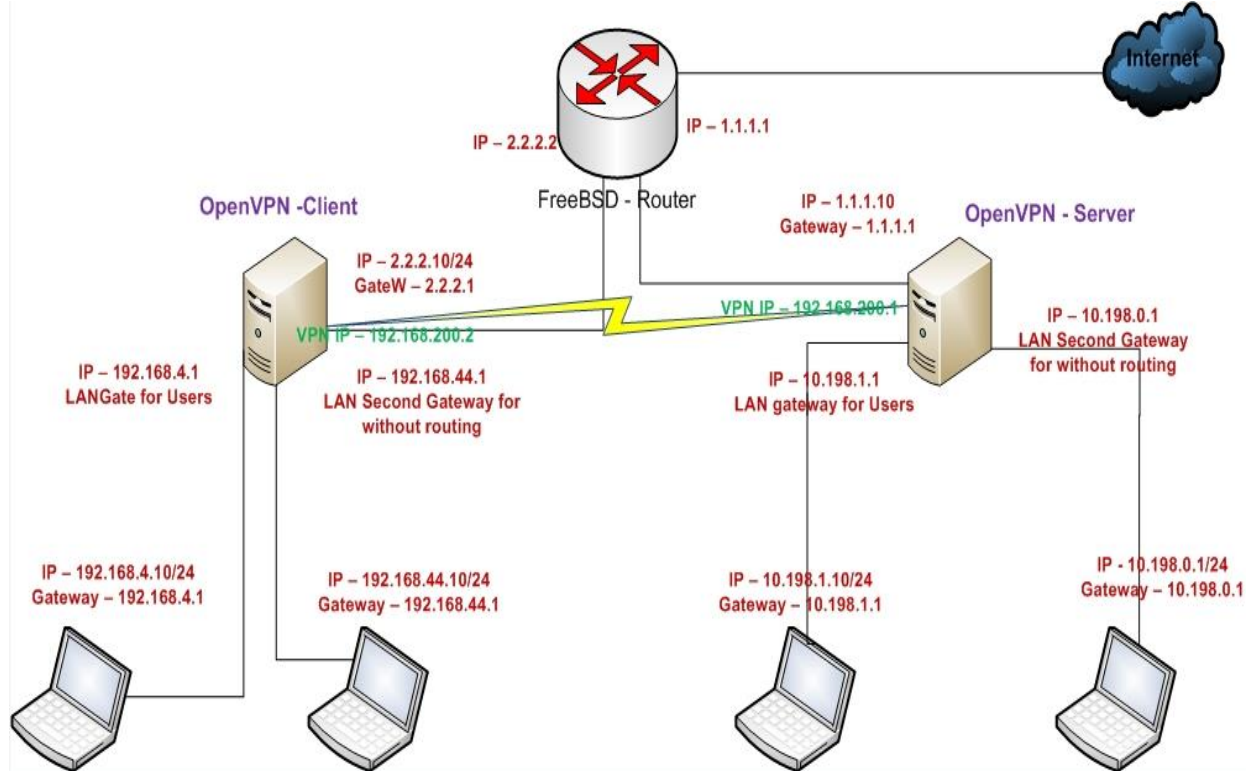 Internet
IP – 1.1.1.1
IP – 2.2.2.2
FreeBSD - Router
OpenVPN -Client
IP – 1.1.1.10
Gateway – 1.1.1.1
OpenVPN - Server
IP – 2.2.2.10/24
GateW – 2.2.2.1
VPN IP – 192.168.200.1
VPN IP – 192.168.200.2
IP – 10.198.0.1
LAN Second Gateway
for without routing
IP – 192.168.4.1
LANGate for Users
IP – 192.168.44.1
LAN Second Gateway for
without routing
IP – 10.198.1.1
LAN gateway for Users
IP – 192.168.4.10/24
Gateway – 192.168.4.1
IP – 192.168.44.10/24
Gateway – 192.168.44.1
IP – 10.198.1.10/24
Gateway – 10.198.1.1
IP - 10.198.0.1/24
Gateway – 10.198.0.1